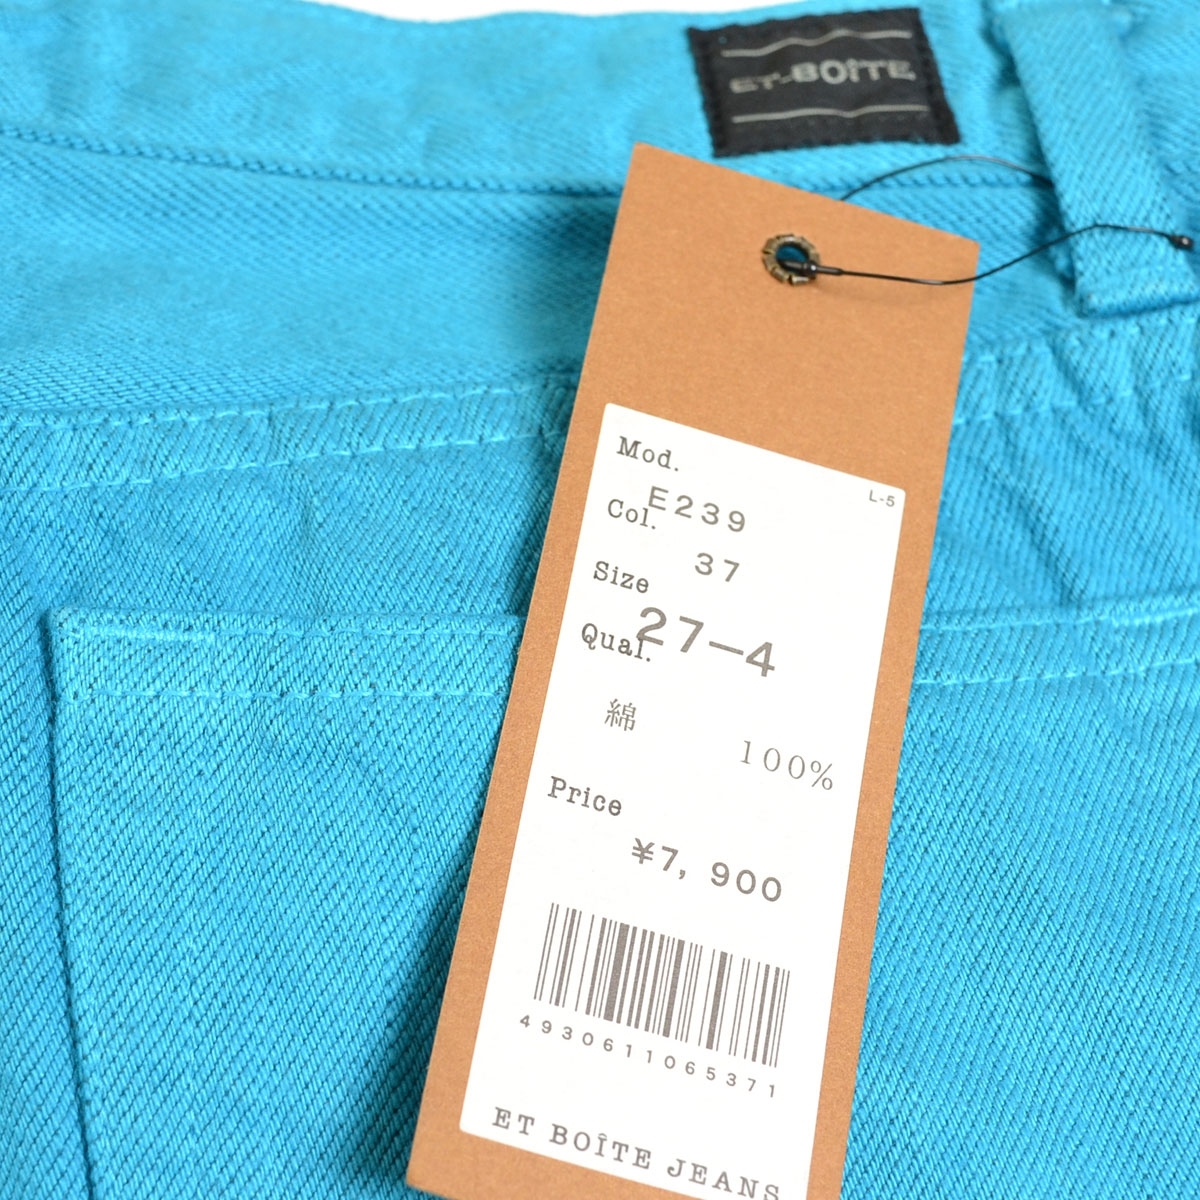 ET-BOÎTE
L-5
Mod.
E239
Col.
37
Size
27-4
Qual.
綿
100%
Price
¥7, 900
4930611065371
ET BOÎTE JEANS